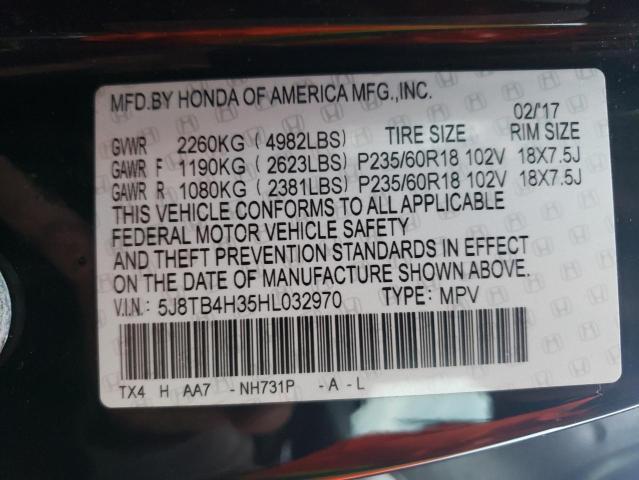 MFD.BY HONDA OF AMERICA MFG.,INC.
02/'17
GVWR 2260KG (4982LBS) TIRE SIZE RIM SIZE
GAWR F 1190KG (2623LBS) P235/60R18 102V 18X7.5J
GAWR R 1080KG (2381LBS) P235/60R18 102V 18X7.5J
THIS VEHICLE CONFORMS TO ALL APPLICABLE
FEDERAL MOTOR VEHICLE SAFETY
AND THEFT PREVENTION STANDARDS IN EFFECT
ON THE DATE OF MANUFACTURE SHOWN ABOVE.
V.I.N.: 5J8TB4H35HL032970 TYPE: MPV
TX4 H AA7 -NH731P -A-L